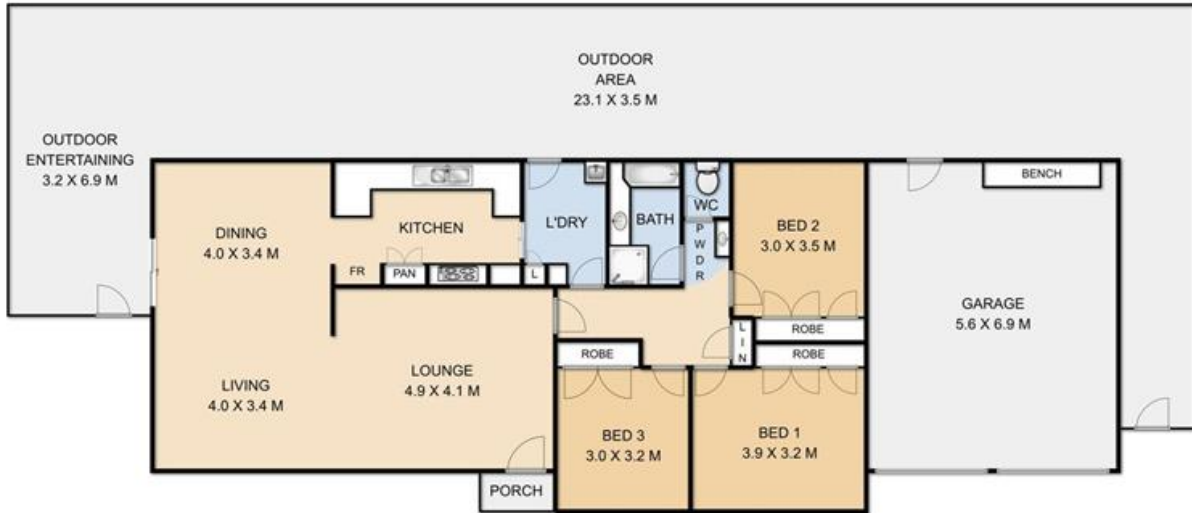 OUTDOOR
AREA
23.1 X 3.5 M
OUTDOOR
ENTERTAINING
3.2 X 6.9 M
DINING
4.0 X 3.4 M
KITCHEN
FR
PAN
L'DRY
L
BATH
WC
PWDR
BED 2
3.0 X 3.5 M
ROBE
BENCH
GARAGE
5.6 X 6.9 M
LIVING
4.0 X 3.4 M
LOUNGE
4.9 X 4.1 M
ROBE
LIN
ROBE
BED 3
3.0 X 3.2 M
BED 1
3.9 X 3.2 M
PORCH